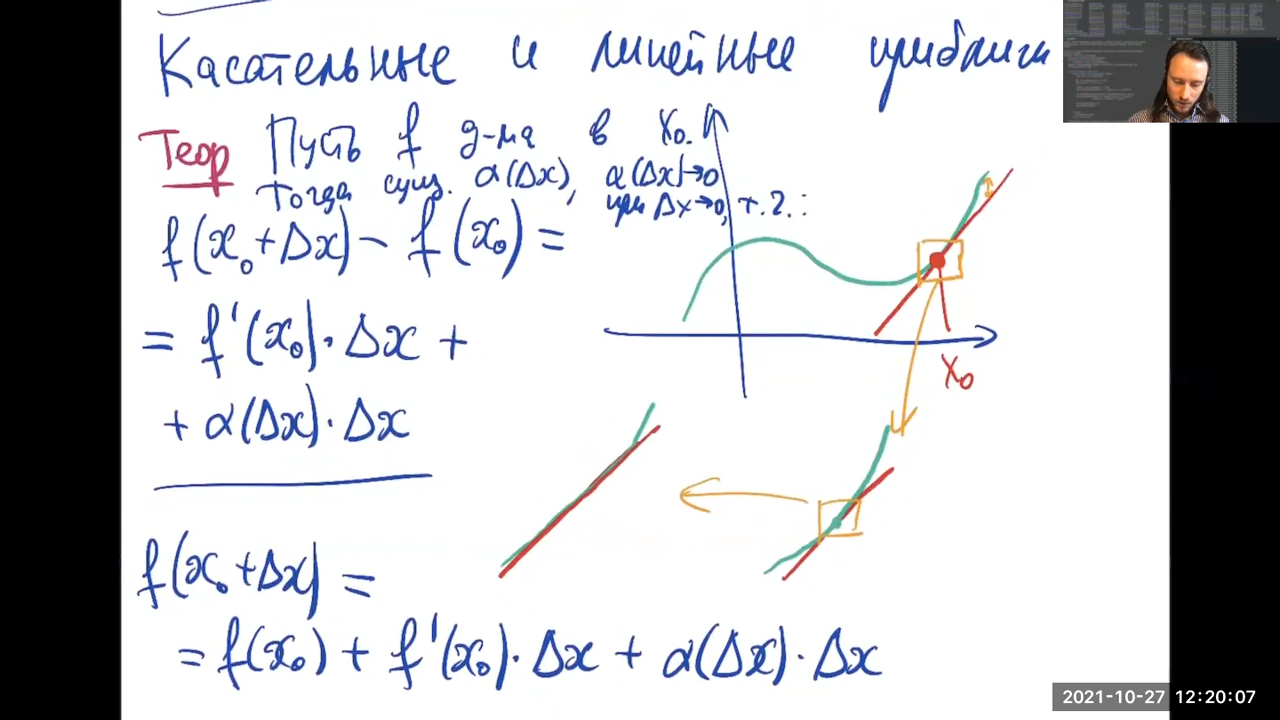 Касательные и линейные приближ
Теор Пусть f д-ма в x₀.
тогда сущ. α(Δx), α(Δx)→0
при Δx→0, т.ч.:
f(x₀+Δx) − f(x₀) =
= f'(x₀)·Δx +
+ α(Δx)·Δx
x₀
f(x₀+Δx) =
= f(x₀) + f'(x₀)·Δx + α(Δx)·Δx
2021-10-27 12:20:07